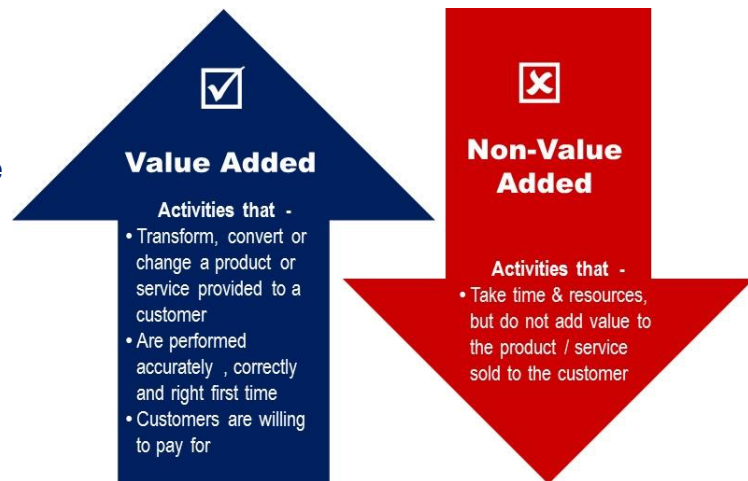 e
Value Added
Activities that -
• Transform, convert or
change a product or
service provided to a
customer
• Are performed
accurately , correctly
and right first time
• Customers are willing
to pay for
Non-Value
Added
Activities that -
• Take time & resources,
but do not add value to
the product / service
sold to the customer